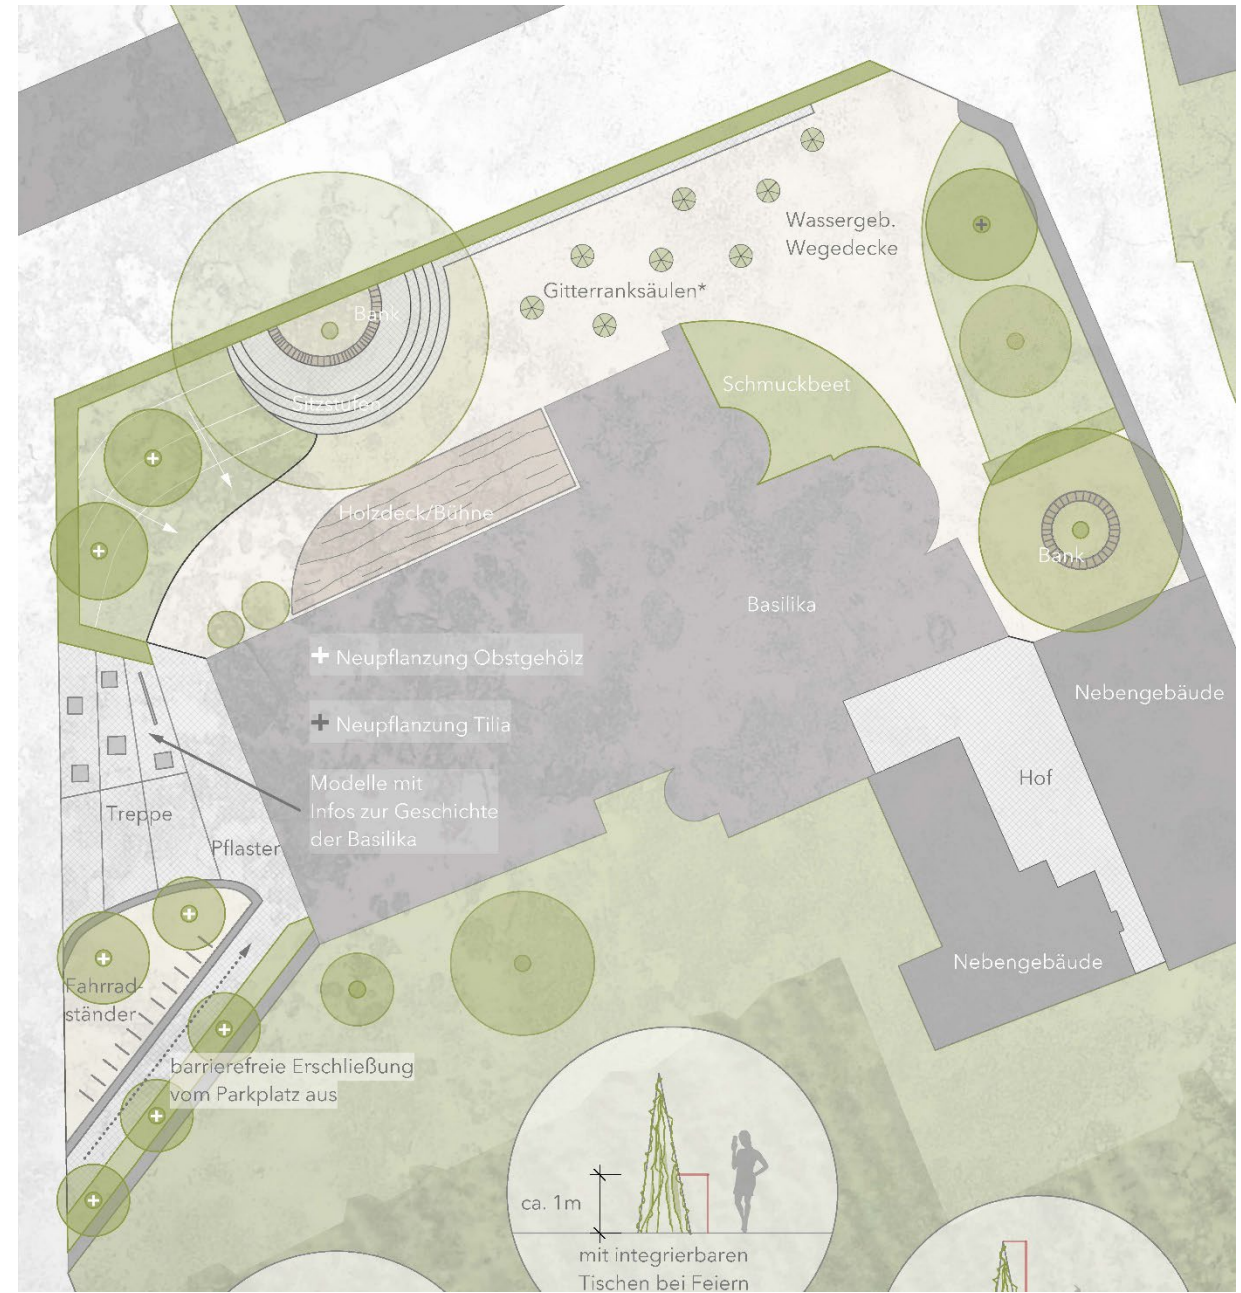 Wassergeb.
Wegedecke
Gitterranksäulen*
Bank
Schmuckbeet
Sitzstufen
Holzdeck/Bühne
Bank
Basilika
Neupflanzung Obstgehölz
Nebengebäude
Neupflanzung Tilia
Modelle mit
Infos zur Geschichte
der Basilika
Hof
Treppe
Pflaster
Nebengebäude
Fahrrad-
ständer
barrierefreie Erschließung
vom Parkplatz aus
ca. 1m
mit integrierbaren
Tischen bei Feiern